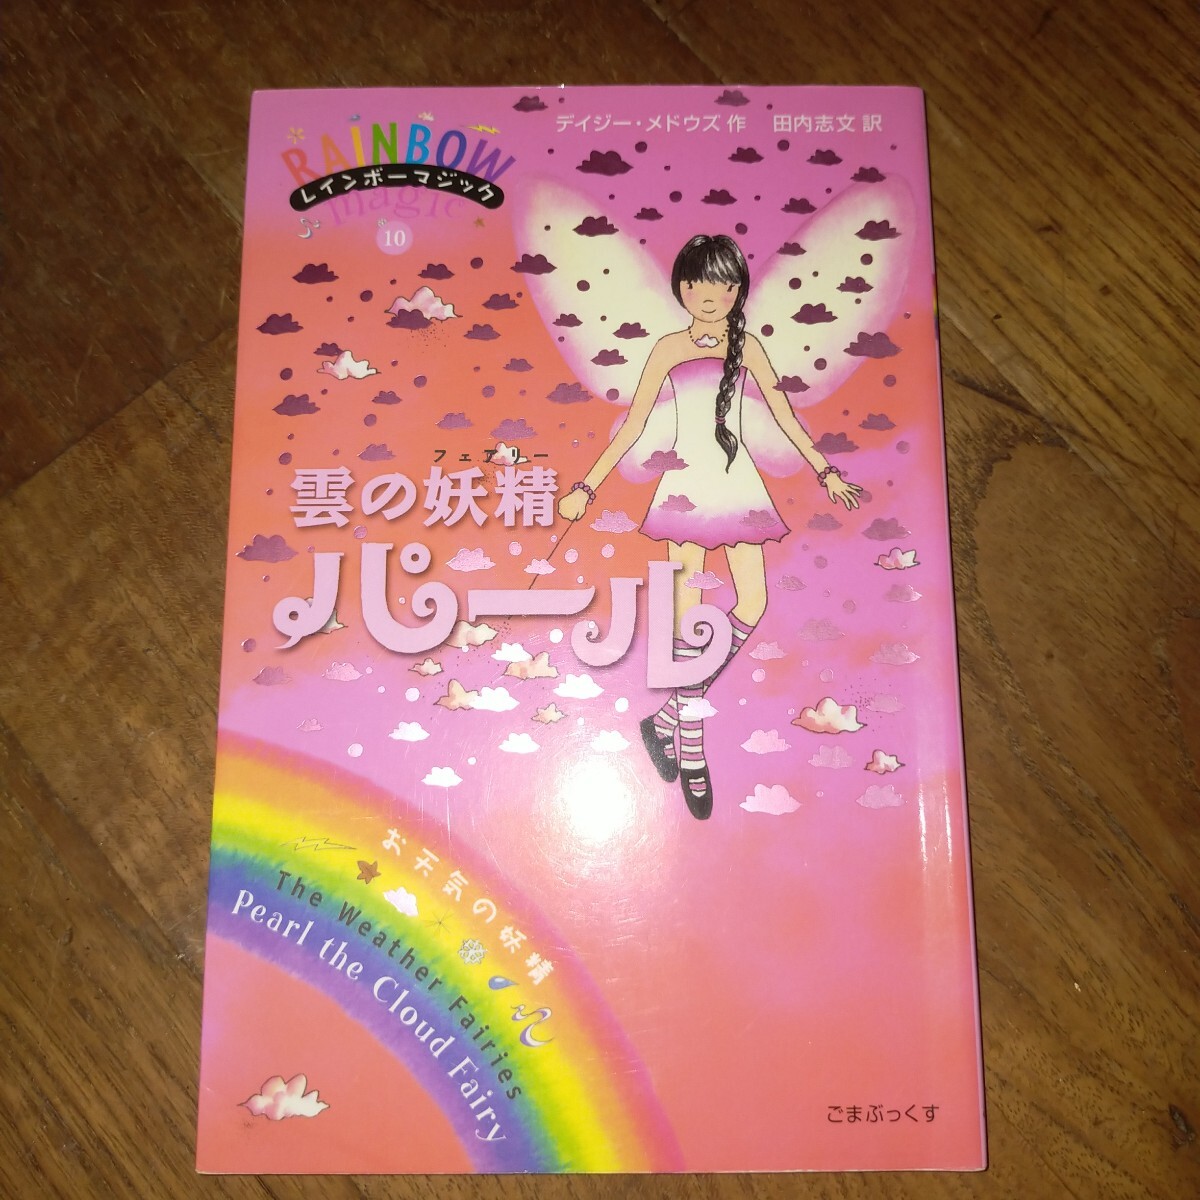 デイジー・メドウズ 作　田内志文 訳
RAINBOW
レインボーマジック
magic
10
フェアリー
雲の妖精
パール
お天気の妖精
The Weather Fairies
Pearl the Cloud Fairy
ごまぶっくす